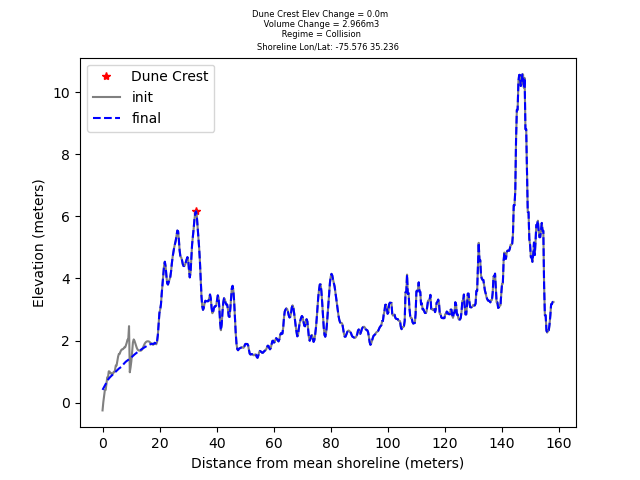 Dune Crest Elev Change = 0.0m
Volume Change = 2.966m3
Regime = Collision
Shoreline Lon/Lat: -75.576 35.236
Dune Crest
init
final
10
8
6
4
2
0
Elevation (meters)
0 20 40 60 80 100 120 140 160
Distance from mean shoreline (meters)